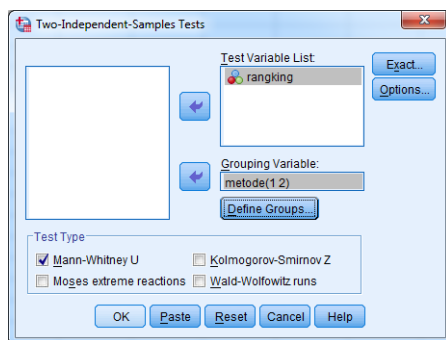 Two-Independent-Samples Tests
Test Variable List:
rangking
Exact...
Options...
Grouping Variable:
metode(1 2)
Define Groups...
Test Type
Mann-Whitney U
Kolmogorov-Smirnov Z
Moses extreme reactions
Wald-Wolfowitz runs
OK Paste Reset Cancel Help